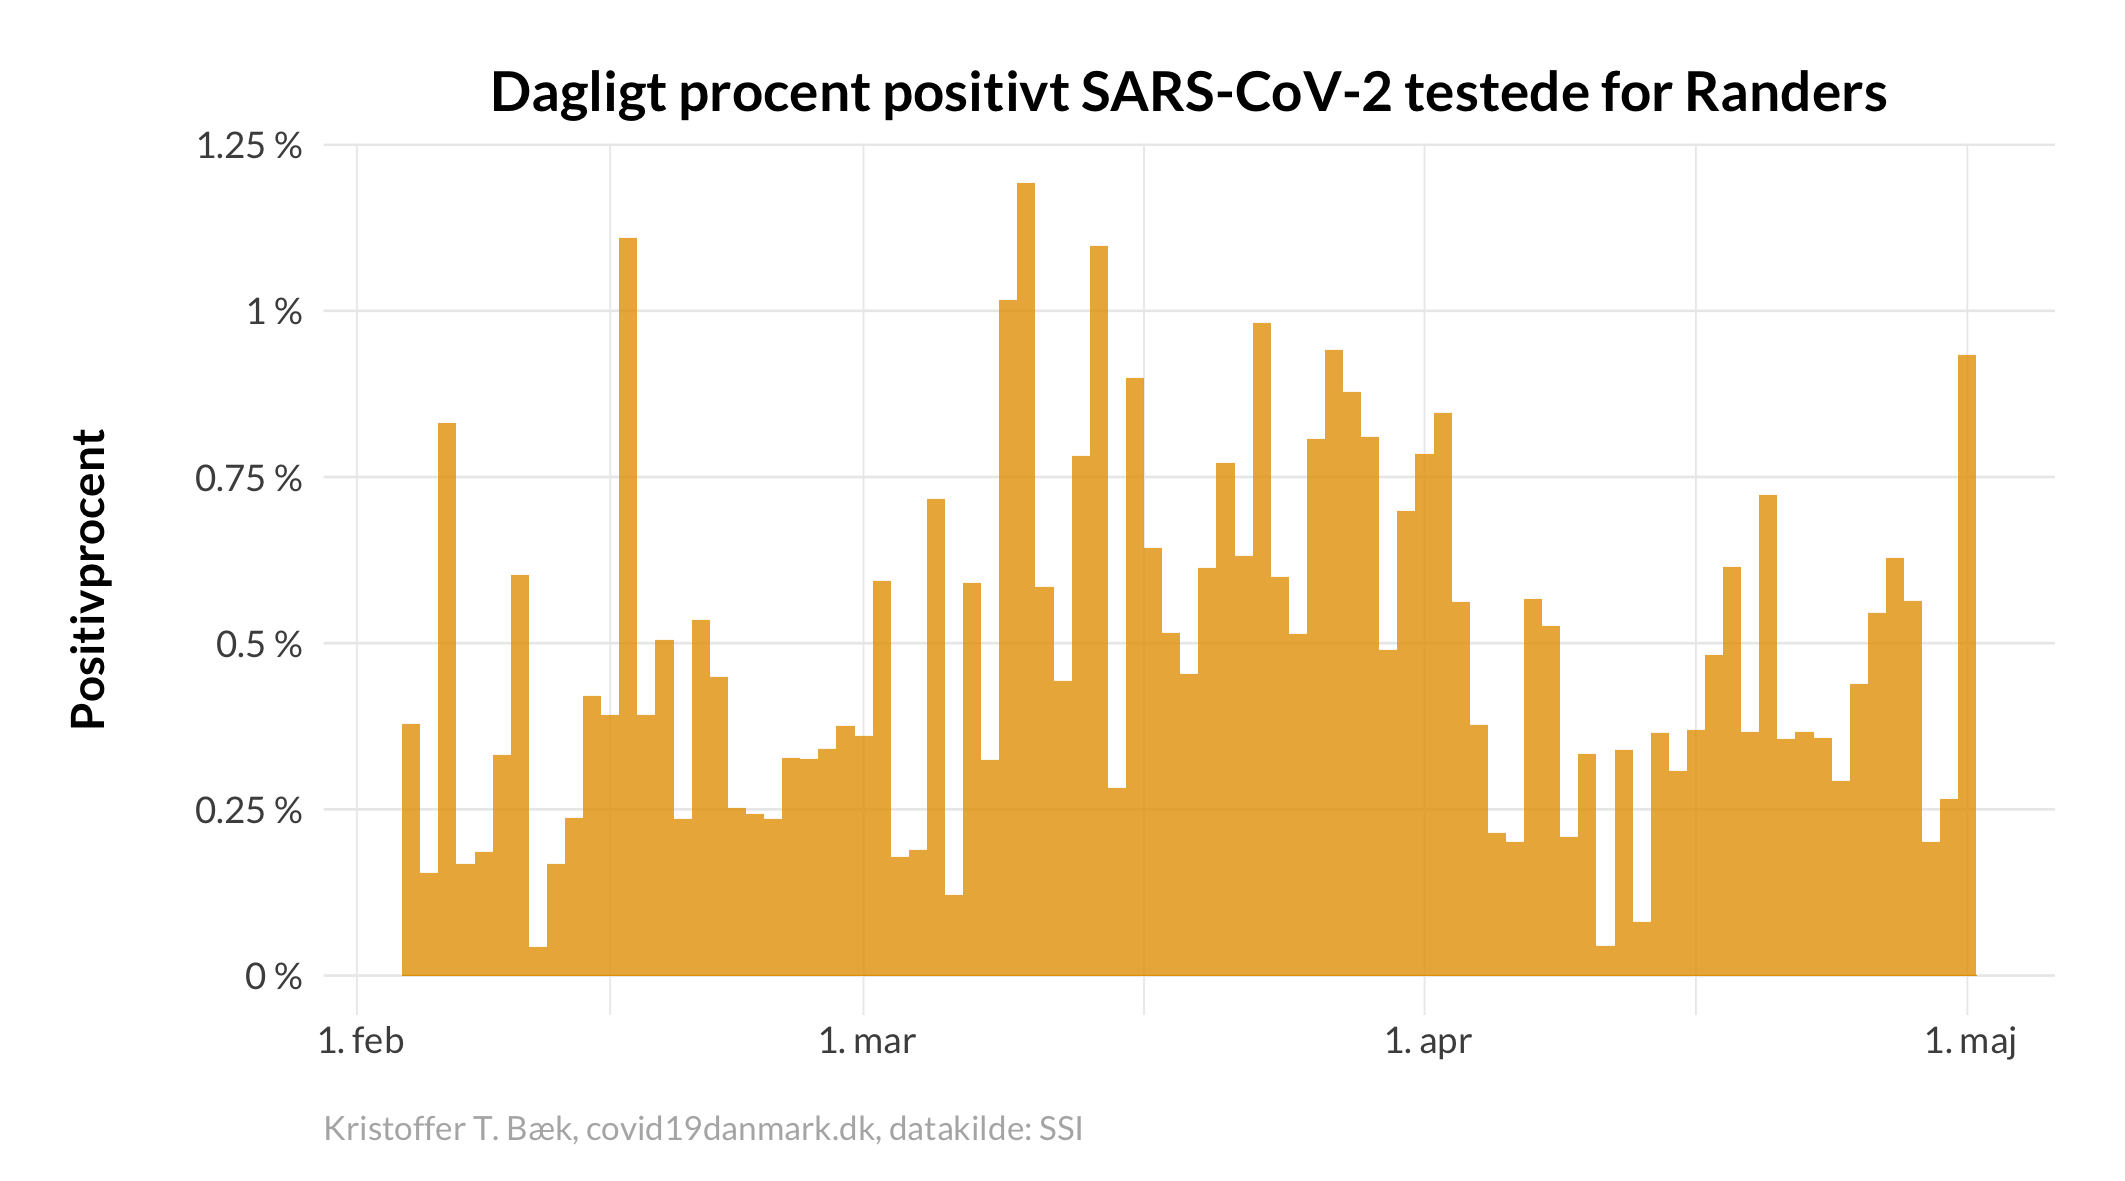 Dagligt procent positivt SARS-CoV-2 testede for Randers
Positivprocent
1.25 %
1 %
0.75 %
0.5 %
0.25 %
0 %
1. feb
1. mar
1. apr
1. maj
Kristoffer T. Bæk, covid19danmark.dk, datakilde: SSI